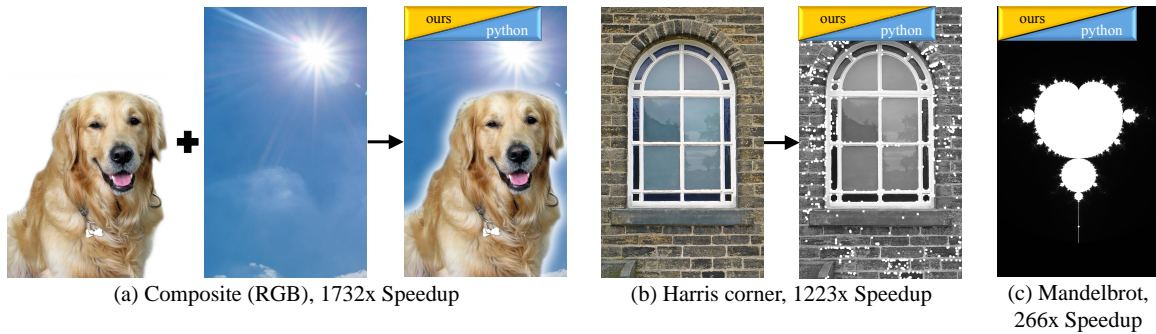 ours
python
ours
python
ours
python
(a) Composite (RGB), 1732x Speedup
(b) Harris corner, 1223x Speedup
(c) Mandelbrot,
266x Speedup